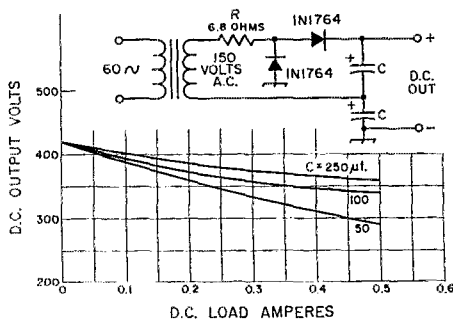 R
6.8 OHMS
1N1764
60~
150
VOLTS
A.C.
1N1764
+
C
+
C
+
D.C.
OUT
-
D.C. OUTPUT VOLTS
500
400
300
200
C = 250 μf.
100
50
0
0.1
0.2
0.3
0.4
0.5
0.6
D.C. LOAD AMPERES